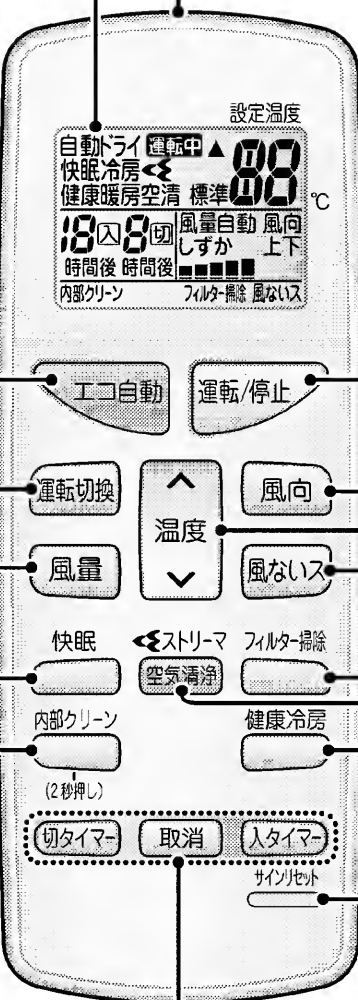 設定温度
自動ドライ 運転中 ▲ 88
快眠冷房
健康暖房空清 標準 ℃
18入8切 風量自動 風向
しずか 上下
時間後 時間後
内部クリーン フィルター掃除 風ないス
エコ自動 運転/停止
運転切換 風向
温度
風量 風ないス
快眠 ストリーマ フィルター掃除
空気清浄
内部クリーン 健康冷房
(2秒押し)
切タイマー 取消 入タイマー
サインリセット